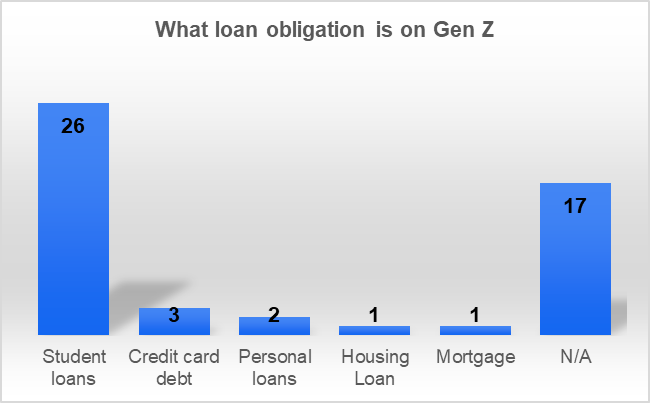 What loan obligation is on Gen Z
26
3
2
1
1
17
Student loans
Credit card debt
Personal loans
Housing Loan
Mortgage
N/A